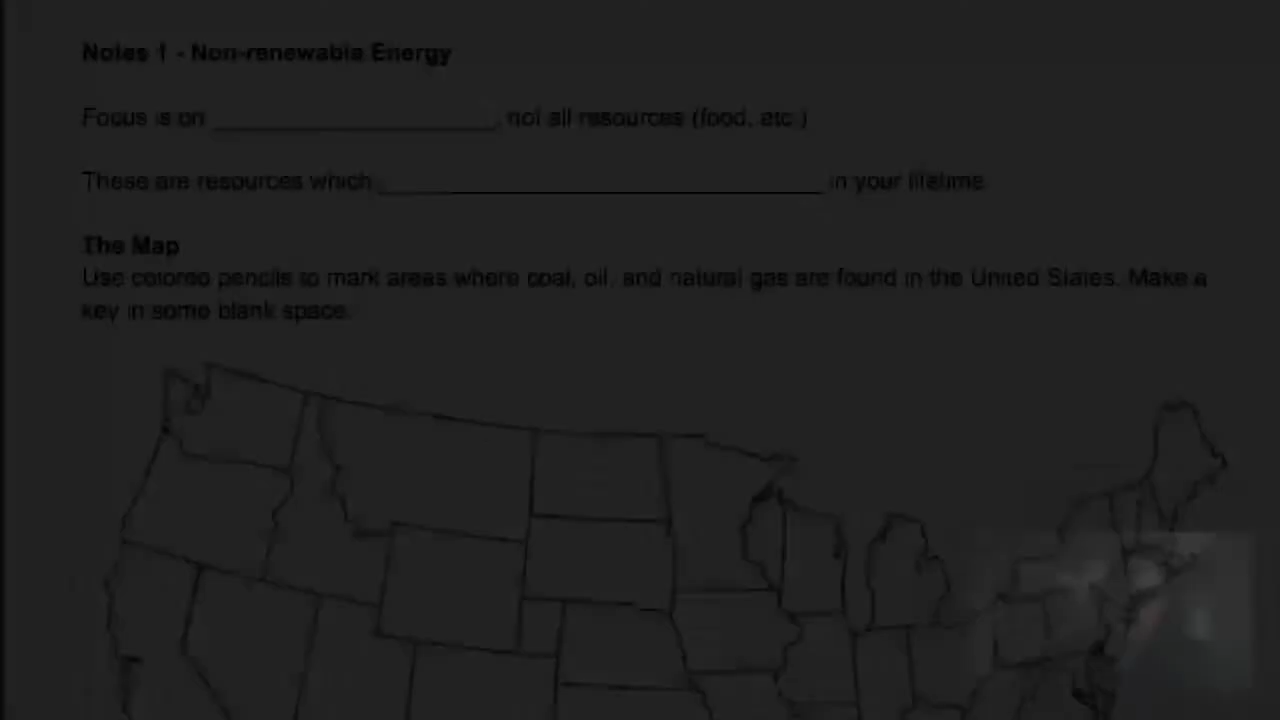 Notes 1 - Non-renewable Energy
Focus is on ______________________, not all resources (food, etc.)
These are resources which ___________________________________ in your lifetime.
The Map
Use colored pencils to mark areas where coal, oil, and natural gas are found in the United States. Make a
key in some blank space.